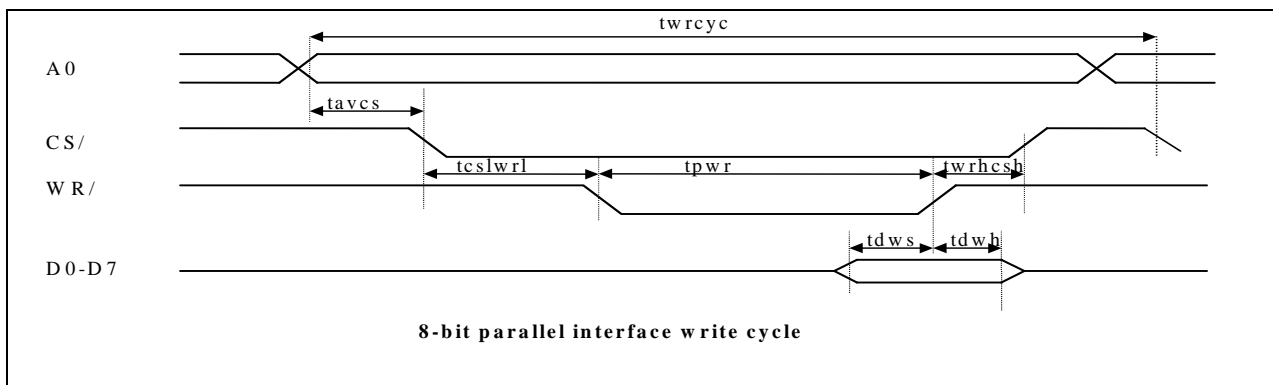 twrcyc
A0
tavcs
CS/
tcslwrl tpwr twrhcsh
WR/
tdws tdwh
D0-D7
8-bit parallel interface write cycle